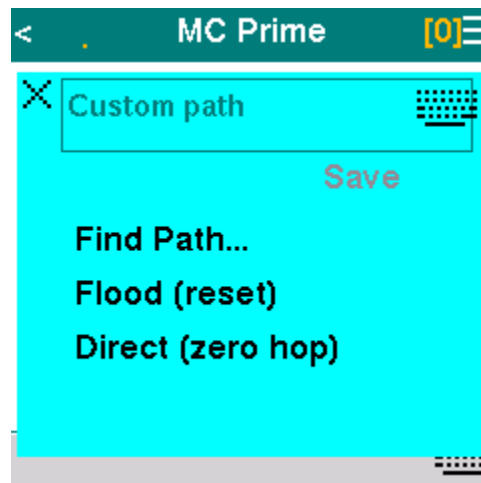 < . MC Prime [0]
Custom path
Save
Find Path...
Flood (reset)
Direct (zero hop)